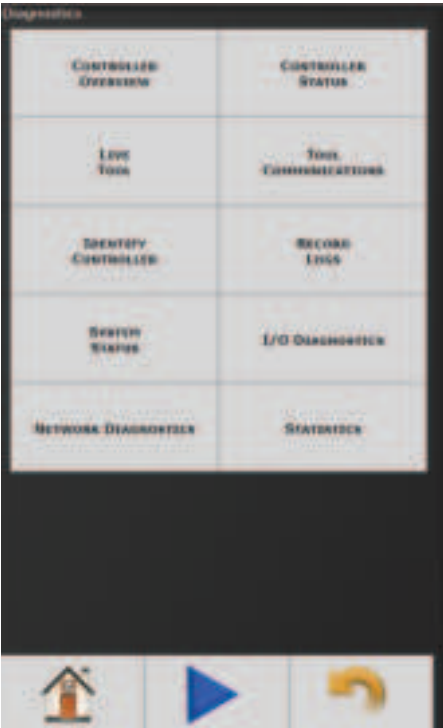 Diagnostics
Controller
Overview
Controller
Status
Live
Tool
Tool
Communications
Identify
Controller
Record
Logs
System
Status
I/O Diagnostics
Network Diagnostics
Statistics